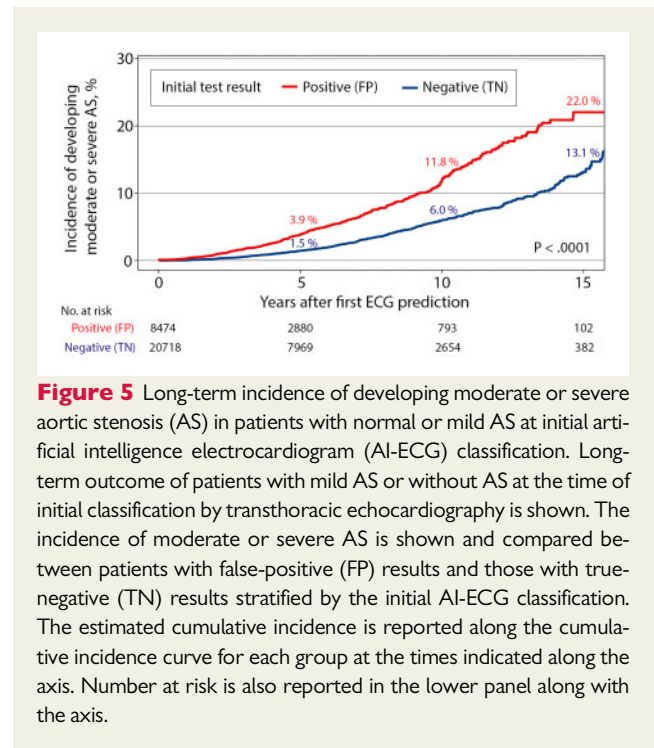 30
20
10
0
Incidence of developing
moderate or severe AS, %
Initial test result Positive (FP) Negative (TN)
22.0 %
13.1 %
11.8 %
6.0 %
3.9 %
1.5 %
P < .0001
0 5 10 15
Years after first ECG prediction
No. at risk
Positive (FP) 8474 2880 793 102
Negative (TN) 20718 7969 2654 382
Figure 5 Long-term incidence of developing moderate or severe
aortic stenosis (AS) in patients with normal or mild AS at initial arti-
ficial intelligence electrocardiogram (AI-ECG) classification. Long-
term outcome of patients with mild AS or without AS at the time of
initial classification by transthoracic echocardiography is shown. The
incidence of moderate or severe AS is shown and compared be-
tween patients with false-positive (FP) results and those with true-
negative (TN) results stratified by the initial AI-ECG classification.
The estimated cumulative incidence is reported along the cumula-
tive incidence curve for each group at the times indicated along the
axis. Number at risk is also reported in the lower panel along with
the axis.